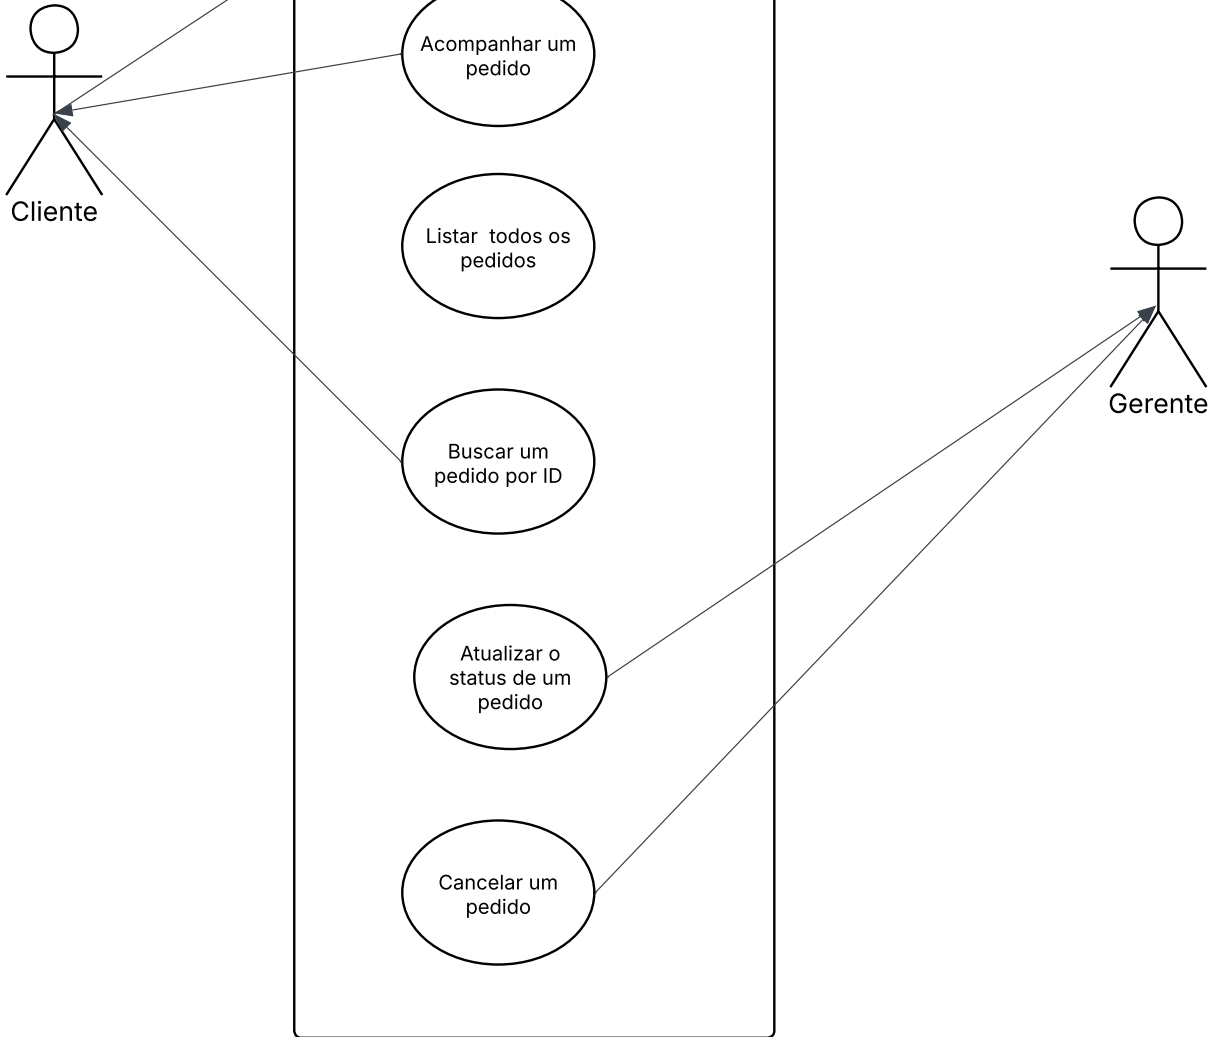 Acompanhar um
pedido
Cliente
Listar  todos os
pedidos
Gerente
Buscar um
pedido por ID
Atualizar o
status de um
pedido
Cancelar um
pedido